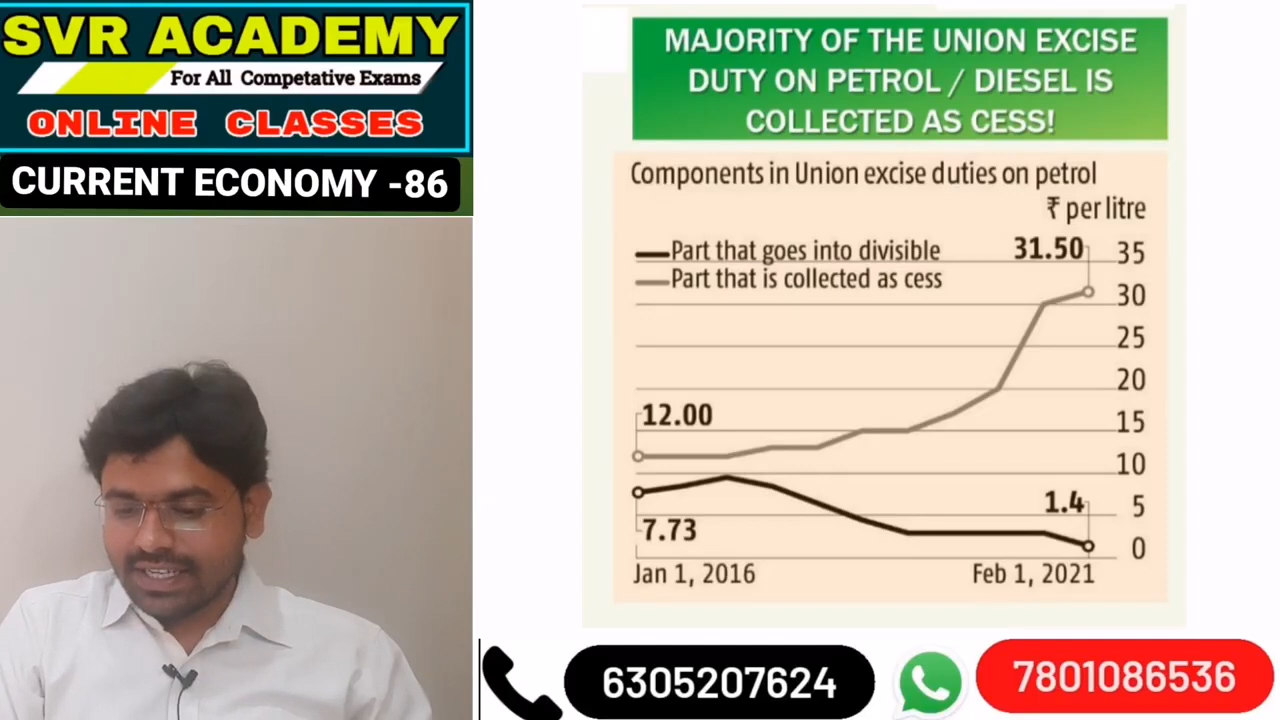 SVR ACADEMY
For All Competative Exams
ONLINE CLASSES
CURRENT ECONOMY -86
MAJORITY OF THE UNION EXCISE
DUTY ON PETROL / DIESEL IS
COLLECTED AS CESS!
Components in Union excise duties on petrol
₹ per litre
Part that goes into divisible
Part that is collected as cess
31.50
35
30
25
20
12.00
15
10
1.4
5
7.73
0
Jan 1, 2016
Feb 1, 2021
6305207624
7801086536